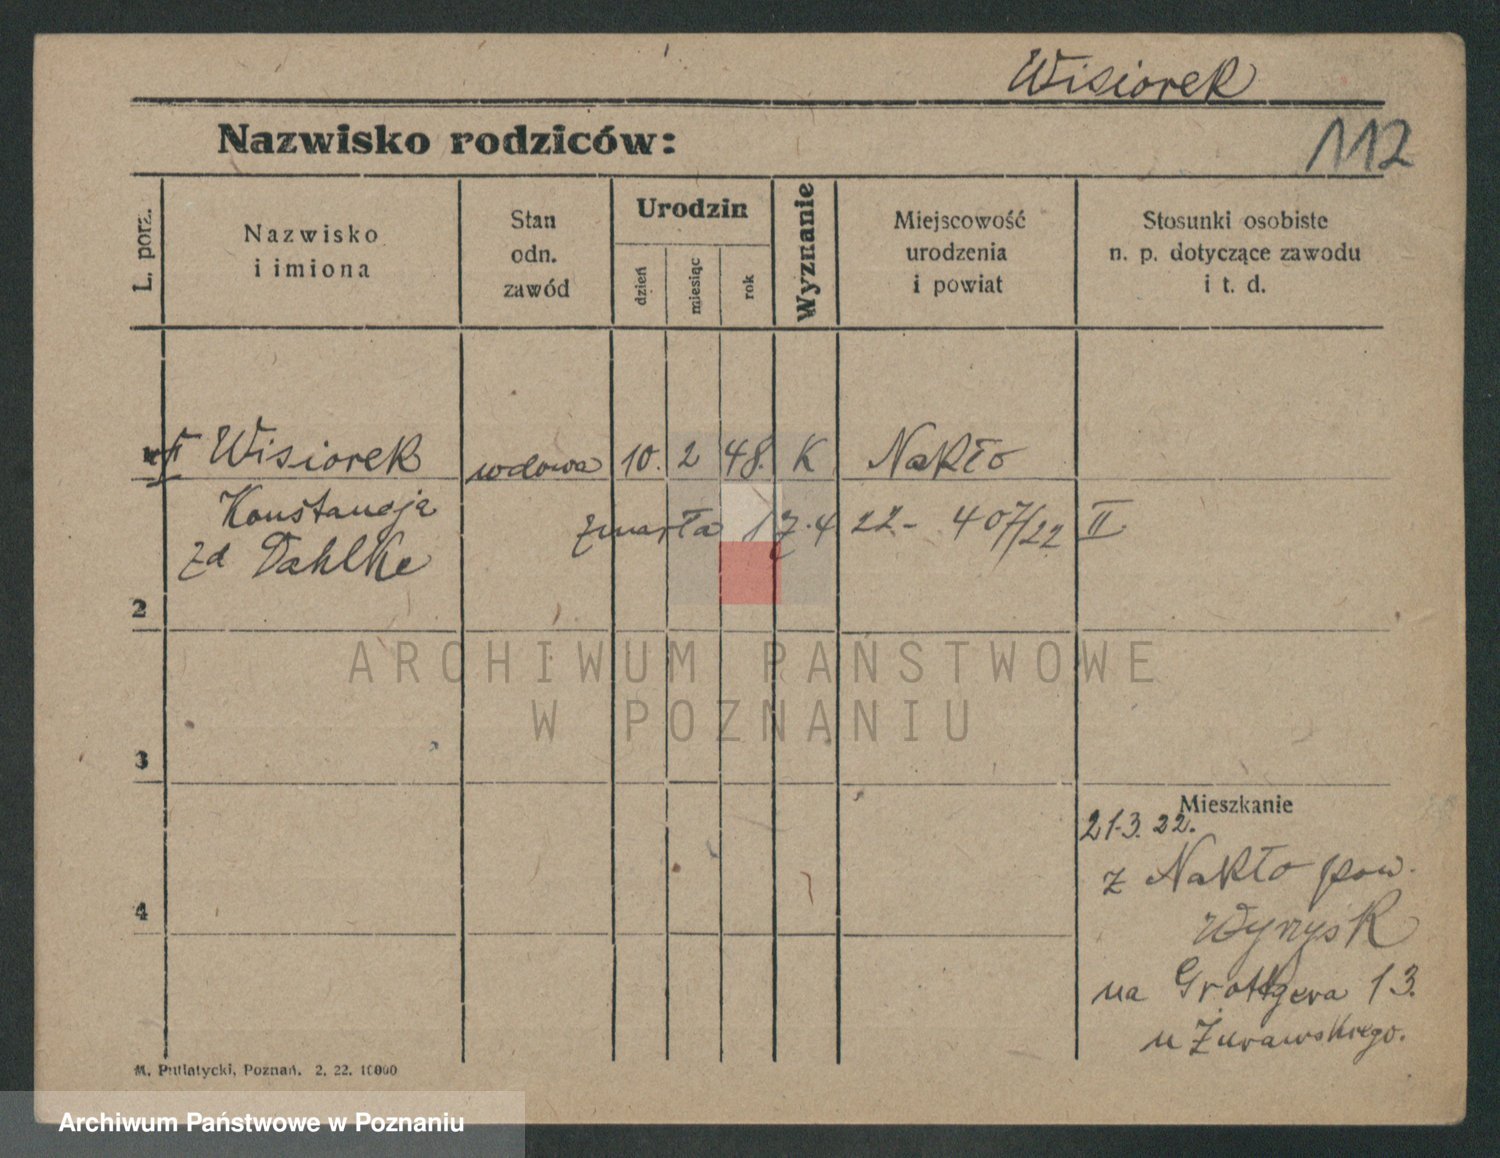 Wisiorek
Nazwisko rodziców:
112
L. porz.
Nazwisko
i imiona
Stan
odn.
zawód
Urodzin
dzień
miesiąc
rok
Wyznanie
Miejscowość
urodzenia
i powiat
Stosunki osobiste
n. p. dotyczące zawodu
i t. d.
Wisiorek wdowa 10. 2 48. K Nakło
Konstancja
zmarła 17.4 22 - 407/22 II
zd Dahlke
2
ARCHIWUM PAŃSTWOWE
W POZNANIU
3
Mieszkanie
21.3.22.
z Nakło pow.
Wyrzysk
4
na Grottgera 13.
u Żurawskiego.
M. Putiatycki, Poznań. 2. 22. 10000
Archiwum Państwowe w Poznaniu